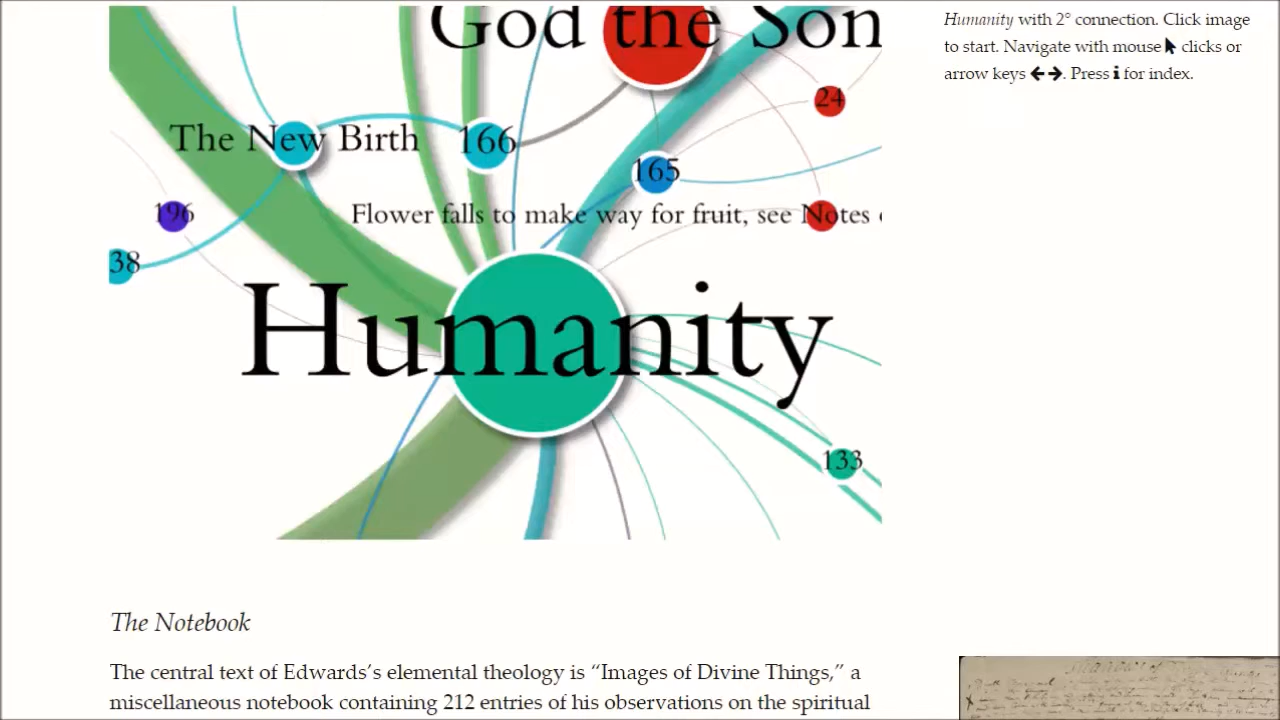 God the Son
Humanity with 2° connection. Click image
to start. Navigate with mouse clicks or
arrow keys. Press i for index.
24
The New Birth
166
165
196
Flower falls to make way for fruit, see Notes
38
Humanity
133
The Notebook
The central text of Edwards’s elemental theology is “Images of Divine Things,” a
miscellaneous notebook containing 212 entries of his observations on the spiritual